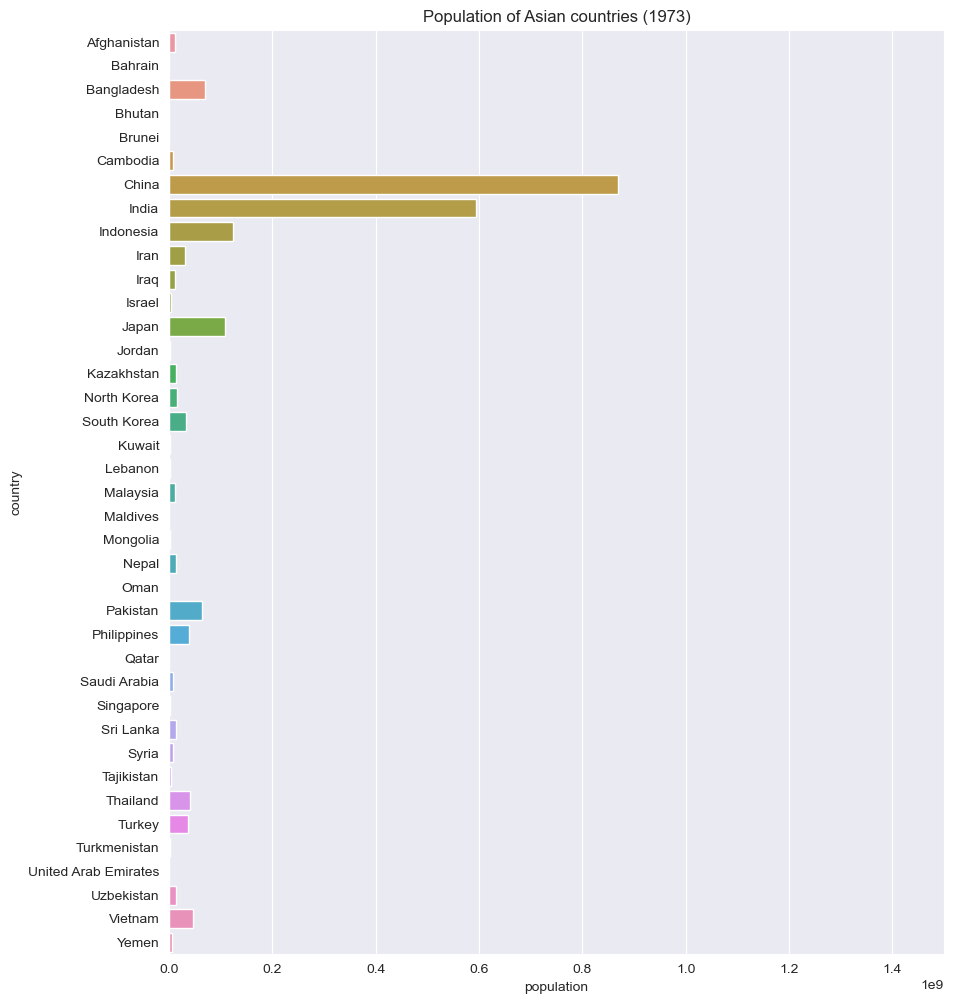 Population of Asian countries (1973)
Afghanistan
Bahrain
Bangladesh
Bhutan
Brunei
Cambodia
China
India
Indonesia
Iran
Iraq
Israel
Japan
Jordan
Kazakhstan
North Korea
South Korea
Kuwait
Lebanon
Malaysia
Maldives
Mongolia
Nepal
Oman
Pakistan
Philippines
Qatar
Saudi Arabia
Singapore
Sri Lanka
Syria
Tajikistan
Thailand
Turkey
Turkmenistan
United Arab Emirates
Uzbekistan
Vietnam
Yemen
country
0.0 0.2 0.4 0.6 0.8 1.0 1.2 1.4
1e9
population